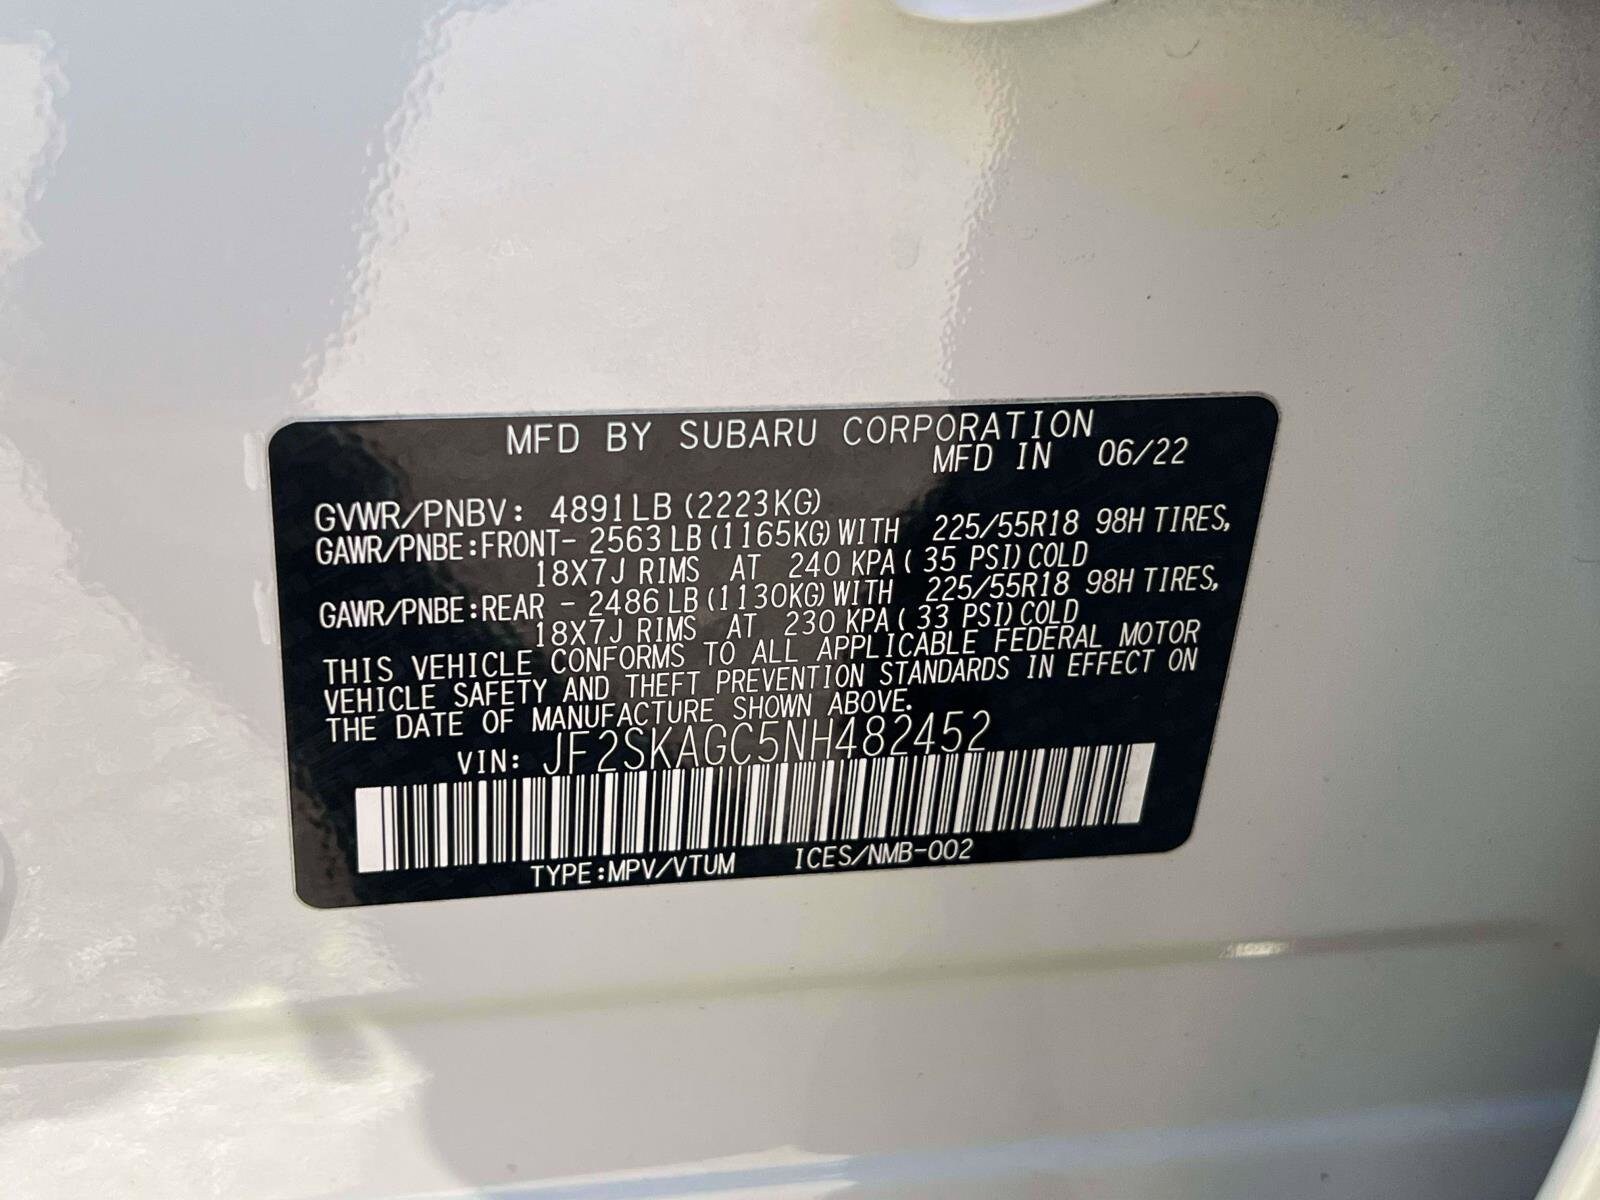 MFD BY SUBARU CORPORATION
MFD IN 06/22
GVWR/PNBV: 4891LB (2223KG)
GAWR/PNBE:FRONT- 2563 LB (1165KG) WITH 225/55R18 98H TIRES,
18X7J RIMS AT 240 KPA ( 35 PSI) COLD
GAWR/PNBE:REAR - 2486 LB (1130KG) WITH 225/55R18 98H TIRES,
18X7J RIMS AT 230 KPA ( 33 PSI) COLD
THIS VEHICLE CONFORMS TO ALL APPLICABLE FEDERAL MOTOR
VEHICLE SAFETY AND THEFT PREVENTION STANDARDS IN EFFECT ON
THE DATE OF MANUFACTURE SHOWN ABOVE.
VIN: JF2SKAGC5NH482452
TYPE:MPV/VTUM ICES/NMB-002